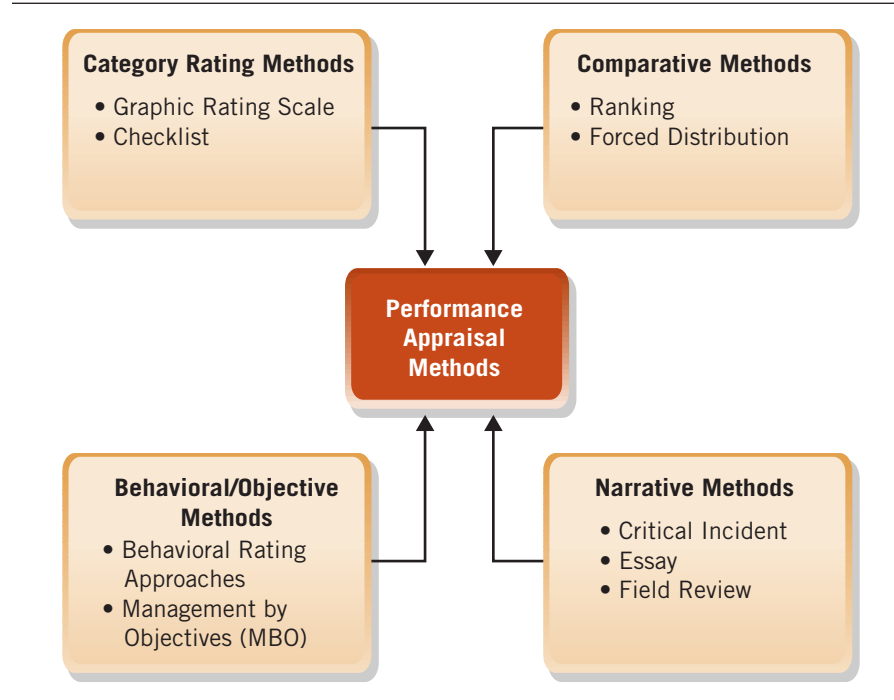 Category Rating Methods
• Graphic Rating Scale
• Checklist
Comparative Methods
• Ranking
• Forced Distribution
Performance
Appraisal
Methods
Behavioral/Objective
Methods
• Behavioral Rating
Approaches
• Management by
Objectives (MBO)
Narrative Methods
• Critical Incident
• Essay
• Field Review